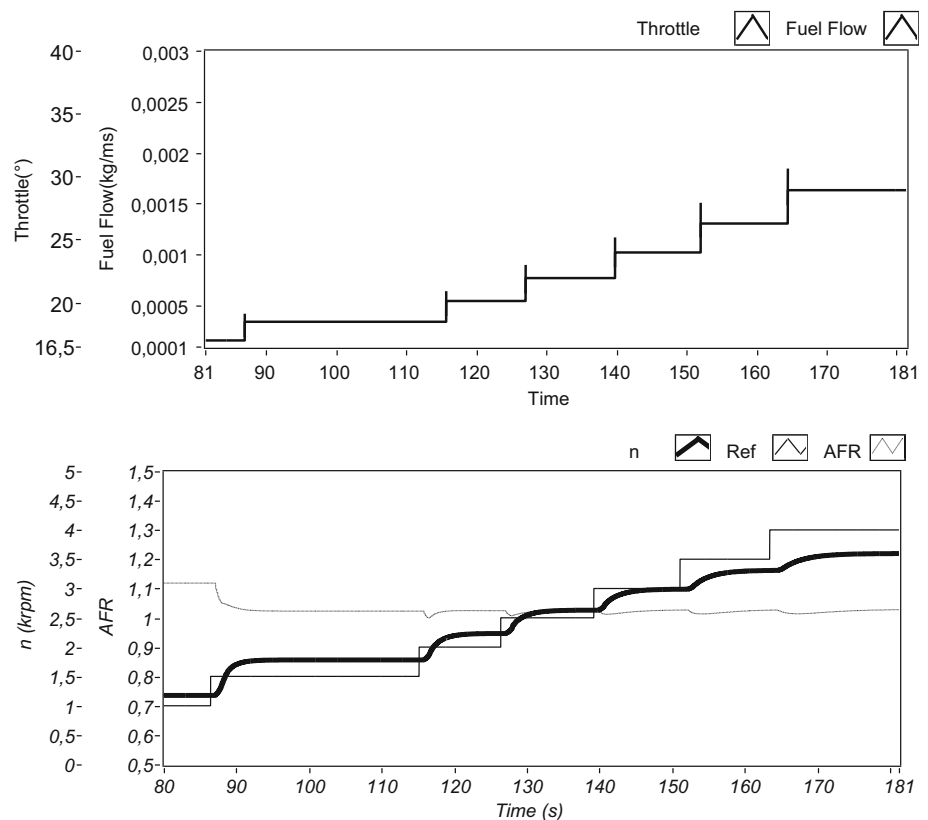 Throttle Fuel Flow
40- 0,003
35- 0,0025
30- 0,002
25- 0,0015
0,001
20- 0,0005
16,5- 0,0001
Throttle(°)
Fuel Flow(kg/ms)
81 90 100 110 120 130 140 150 160 170 181
Time
n Ref AFR
5- 1,5-
4,5- 1,4-
4- 1,3-
3,5- 1,2-
3- 1,1-
2,5- 1-
2- 0,9-
1,5- 0,8-
1- 0,7-
0,5- 0,6-
0- 0,5-
n (krpm)
AFR
80 90 100 110 120 130 140 150 160 170 181
Time (s)